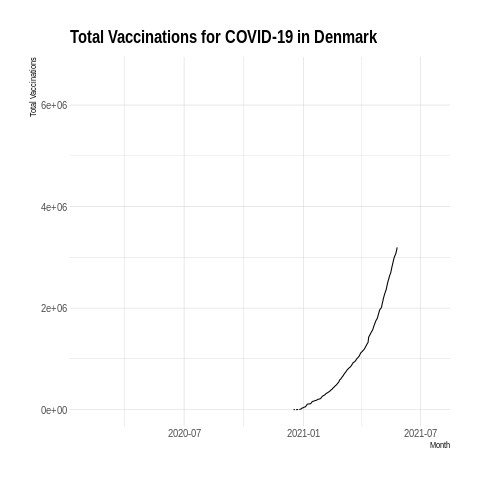 Total Vaccinations for COVID-19 in Denmark
Total Vaccinations
6e+06
4e+06
2e+06
0e+00
2020-07
2021-01
2021-07
Month